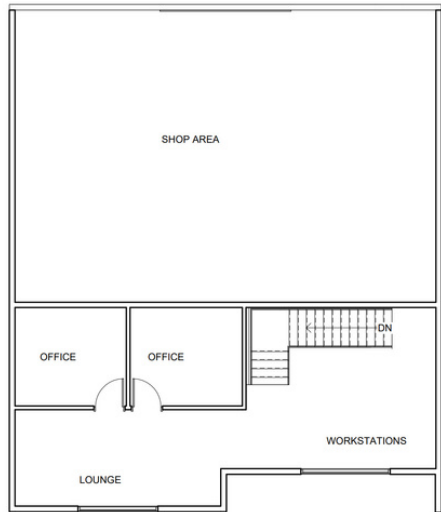 SHOP AREA
DN
OFFICE
OFFICE
WORKSTATIONS
LOUNGE